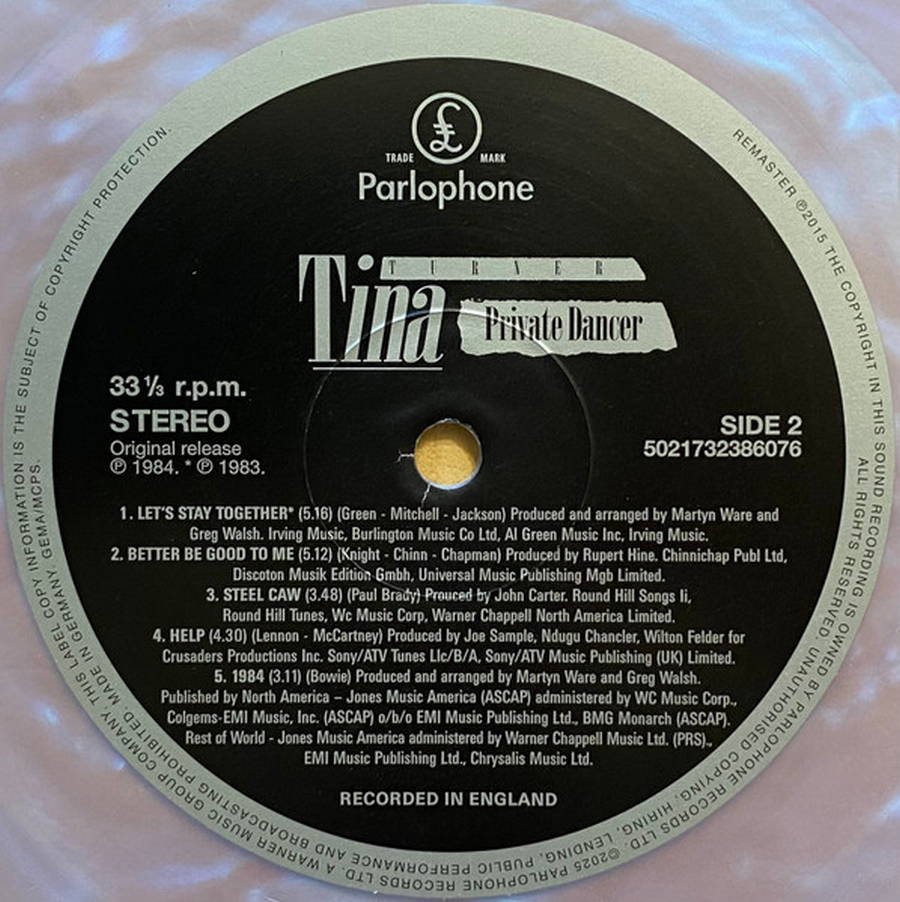 £
TRADE MARK
Parlophone
TURNER
Tina
Private Dancer
33 ⅓ r.p.m.
STEREO
Original release
℗ 1984. * ℗ 1983.
SIDE 2
5021732386076
1. LET'S STAY TOGETHER* (5.16) (Green - Mitchell - Jackson) Produced and arranged by Martyn Ware and
Greg Walsh. Irving Music, Burlington Music Co Ltd, Al Green Music Inc, Irving Music.
2. BETTER BE GOOD TO ME (5.12) (Knight - Chinn - Chapman) Produced by Rupert Hine. Chinnichap Publ Ltd,
Discoton Musik Edition Gmbh, Universal Music Publishing Mgb Limited.
3. STEEL CAW (3.48) (Paul Brady) Prouced by John Carter. Round Hill Songs Ii,
Round Hill Tunes, Wc Music Corp, Warner Chappell North America Limited.
4. HELP (4.30) (Lennon - McCartney) Produced by Joe Sample, Ndugu Chancler, Wilton Felder for
Crusaders Productions Inc. Sony/ATV Tunes Llc/B/A, Sony/ATV Music Publishing (UK) Limited.
5. 1984 (3.11) (Bowie) Produced and arranged by Martyn Ware and Greg Walsh.
Published by North America – Jones Music America (ASCAP) administered by WC Music Corp.,
Colgems-EMI Music, Inc. (ASCAP) o/b/o EMI Music Publishing Ltd., BMG Monarch (ASCAP).
Rest of World - Jones Music America administered by Warner Chappell Music Ltd. (PRS).,
EMI Music Publishing Ltd., Chrysalis Music Ltd.
RECORDED IN ENGLAND
REMASTER ℗2015 THE COPYRIGHT IN THIS SOUND RECORDING IS OWNED BY PARLOPHONE RECORDS LTD. ©2025 PARLOPHONE RECORDS LTD. A WARNER MUSIC GROUP COMPANY. THIS LABEL COPY INFORMATION IS THE SUBJECT OF COPYRIGHT PROTECTION.
ALL RIGHTS RESERVED. UNAUTHORISED COPYING, HIRING, LENDING, PUBLIC PERFORMANCE AND BROADCASTING PROHIBITED. MADE IN GERMANY. GEMA/MCPS.